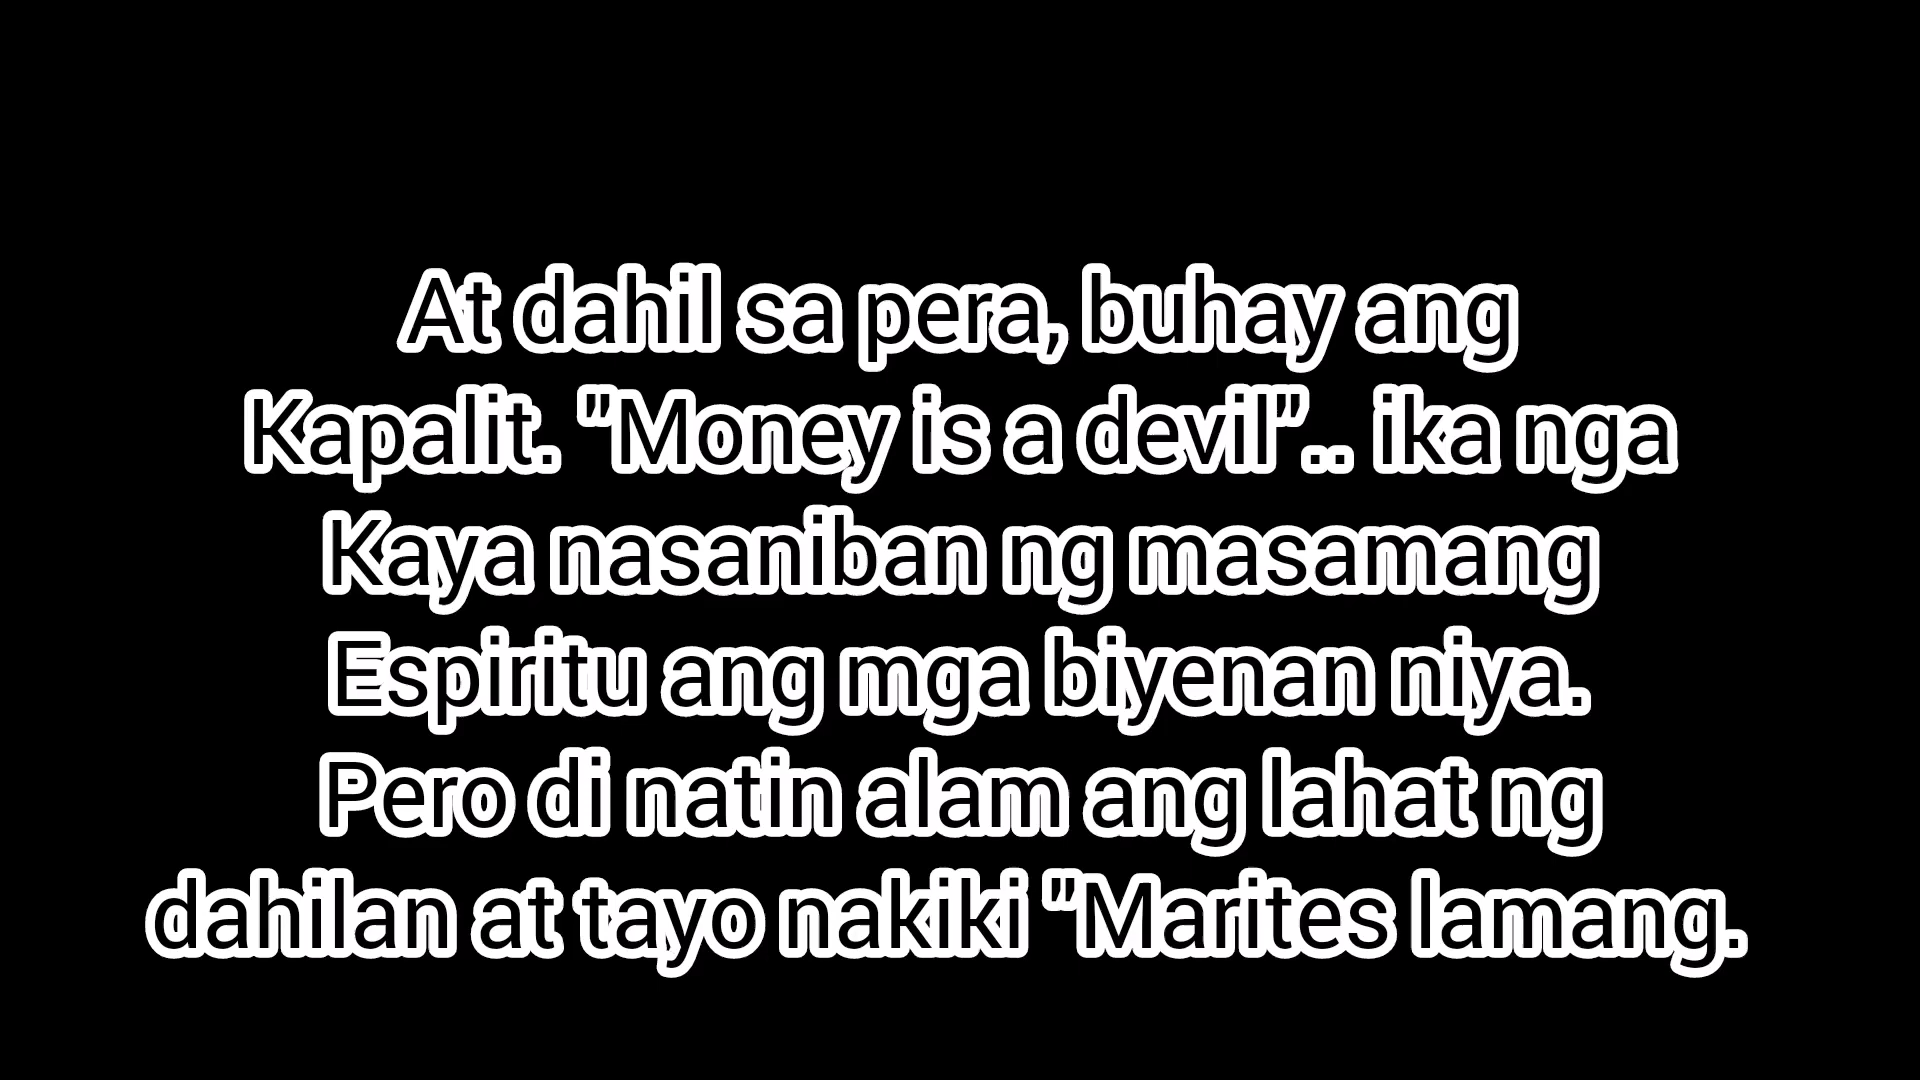 At dahil sa pera, buhay ang
Kapalit. "Money is a devil".. ika nga
Kaya nasaniban ng masamang
Espiritu ang mga biyenan niya.
Pero di natin alam ang lahat ng
dahilan at tayo nakiki "Marites lamang.